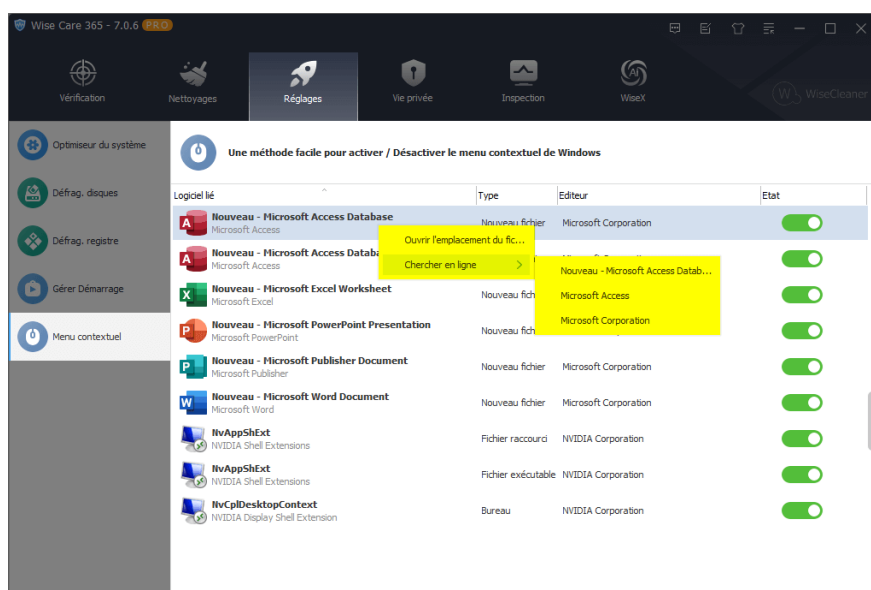 Wise Care 365 - 7.0.6 PRO
Vérification
Nettoyages
Réglages
Vie privée
Inspection
WiseX
WiseCleaner
Optimiseur du système
Défrag. disques
Défrag. registre
Gérer Démarrage
Menu contextuel
Une méthode facile pour activer / Désactiver le menu contextuel de Windows
Logiciel lié Type Editeur Etat
Nouveau - Microsoft Access Database
Microsoft Access
Nouveau fichier Microsoft Corporation
Ouvrir l'emplacement du fic...
Chercher en ligne
Nouveau - Microsoft Access Datab...
Microsoft Access
Microsoft Corporation
Nouveau - Microsoft Access
Microsoft Access
Nouveau - Microsoft Excel Worksheet
Microsoft Excel
Nouveau
Nouveau - Microsoft PowerPoint Presentation
Microsoft PowerPoint
Nouveau
Nouveau - Microsoft Publisher Document
Microsoft Publisher
Nouveau fichier Microsoft Corporation
Nouveau - Microsoft Word Document
Microsoft Word
Nouveau fichier Microsoft Corporation
NvAppShExt
NVIDIA Shell Extensions
Fichier raccourci NVIDIA Corporation
NvAppShExt
NVIDIA Shell Extensions
Fichier exécutable NVIDIA Corporation
NvCplDesktopContext
NVIDIA Display Shell Extension
Bureau NVIDIA Corporation